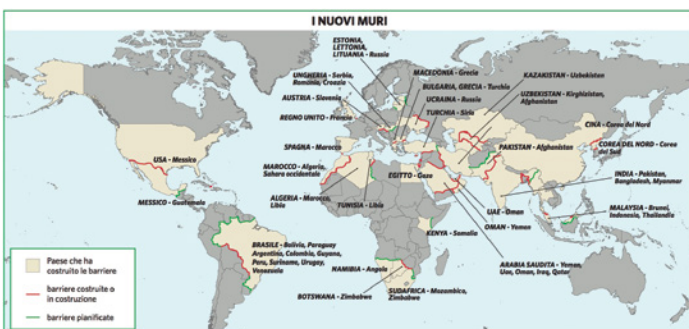 I NUOVI MURI
ESTONIA,
LETTONIA,
LITUANIA - Russia
UNGHERIA - Serbia,
Romania, Croazia
AUSTRIA - Slovenia
REGNO UNITO - Francia
SPAGNA - Marocco
MACEDONIA - Grecia
BULGARIA, GRECIA - Turchia
UCRAINA - Russia
TURCHIA - Siria
KAZAKISTAN - Uzbekistan
UZBEKISTAN - Kirghizistan,
Afghanistan
CINA - Corea del Nord
COREA DEL NORD - Corea
del Sud
PAKISTAN - Afghanistan
USA - Messico
MESSICO - Guatemala
MAROCCO - Algeria,
Sahara occidentale
ALGERIA - Marocco,
Libia
TUNISIA - Libia
EGITTO - Gaza
INDIA - Pakistan,
Bangladesh, Myanmar
MALAYSIA - Brunei,
Indonesia, Thailandia
UAE - Oman
OMAN - Yemen
KENYA - Somalia
ARABIA SAUDITA - Yemen,
Uae, Oman, Iraq, Qatar
BRASILE - Bolivia, Paraguay
Argentina, Colombia, Guyana,
Peru, Suriname, Urugay,
Venezuela
NAMIBIA - Angola
BOTSWANA - Zimbabwe
SUDAFRICA - Mozambico,
Zimbabwe
Paese che ha
costruito le barriere
barriere costruite o
in costruzione
barriere pianificate